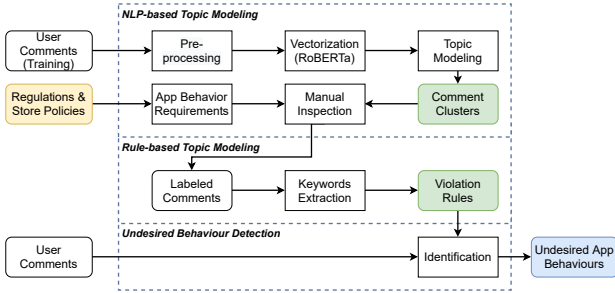 NLP-based Topic Modeling
User
Comments
(Training)
Pre-
processing
Vectorization
(RoBERTa)
Topic
Modeling
Regulations &
Store Policies
App Behavior
Requirements
Manual
Inspection
Comment
Clusters
Rule-based Topic Modeling
Labeled
Comments
Keywords
Extraction
Violation
Rules
Undesired Behaviour Detection
User
Comments
Identification
Undesired App
Behaviours